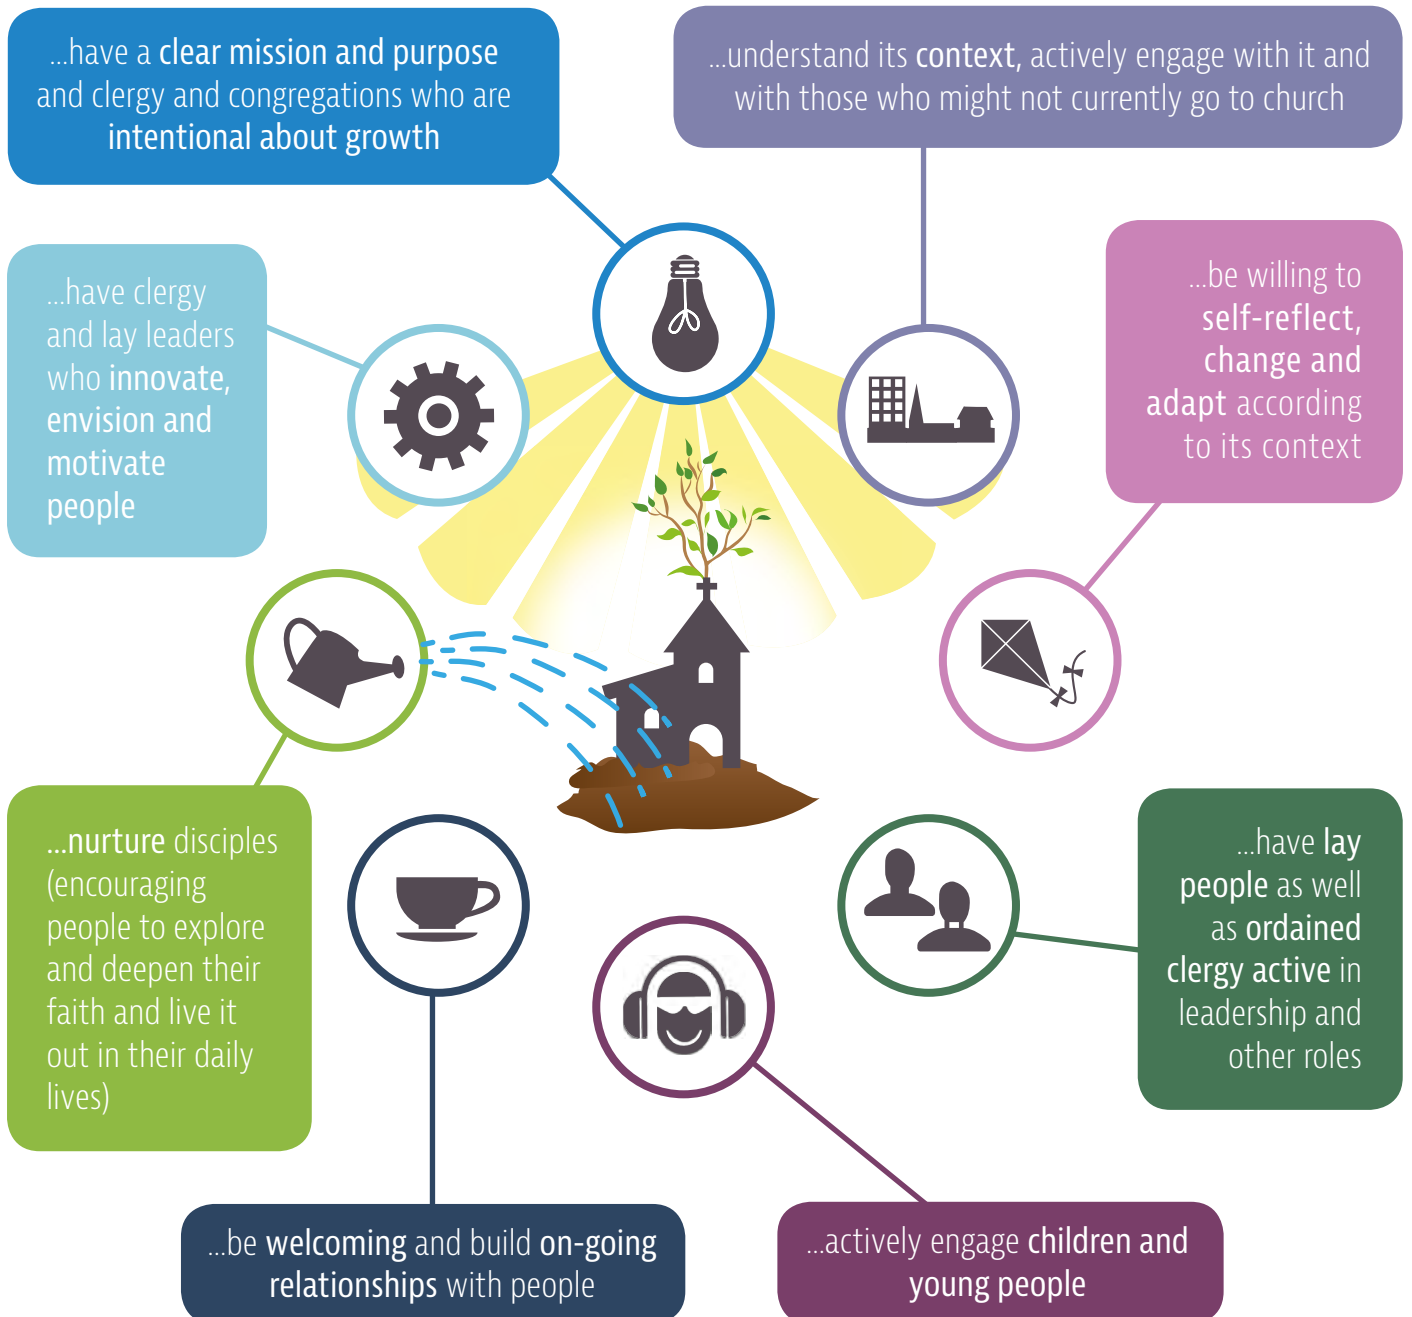 ...have a clear mission and purpose
and clergy and congregations who are
intentional about growth
...understand its context, actively engage with it and
with those who might not currently go to church
...have clergy
and lay leaders
who innovate,
envision and
motivate
people
...be willing to
self-reflect,
change and
adapt according
to its context
...nurture disciples
(encouraging
people to explore
and deepen their
faith and live it
out in their daily
lives)
...have lay
people as well
as ordained
clergy active in
leadership and
other roles
...be welcoming and build on-going
relationships with people
...actively engage children and
young people